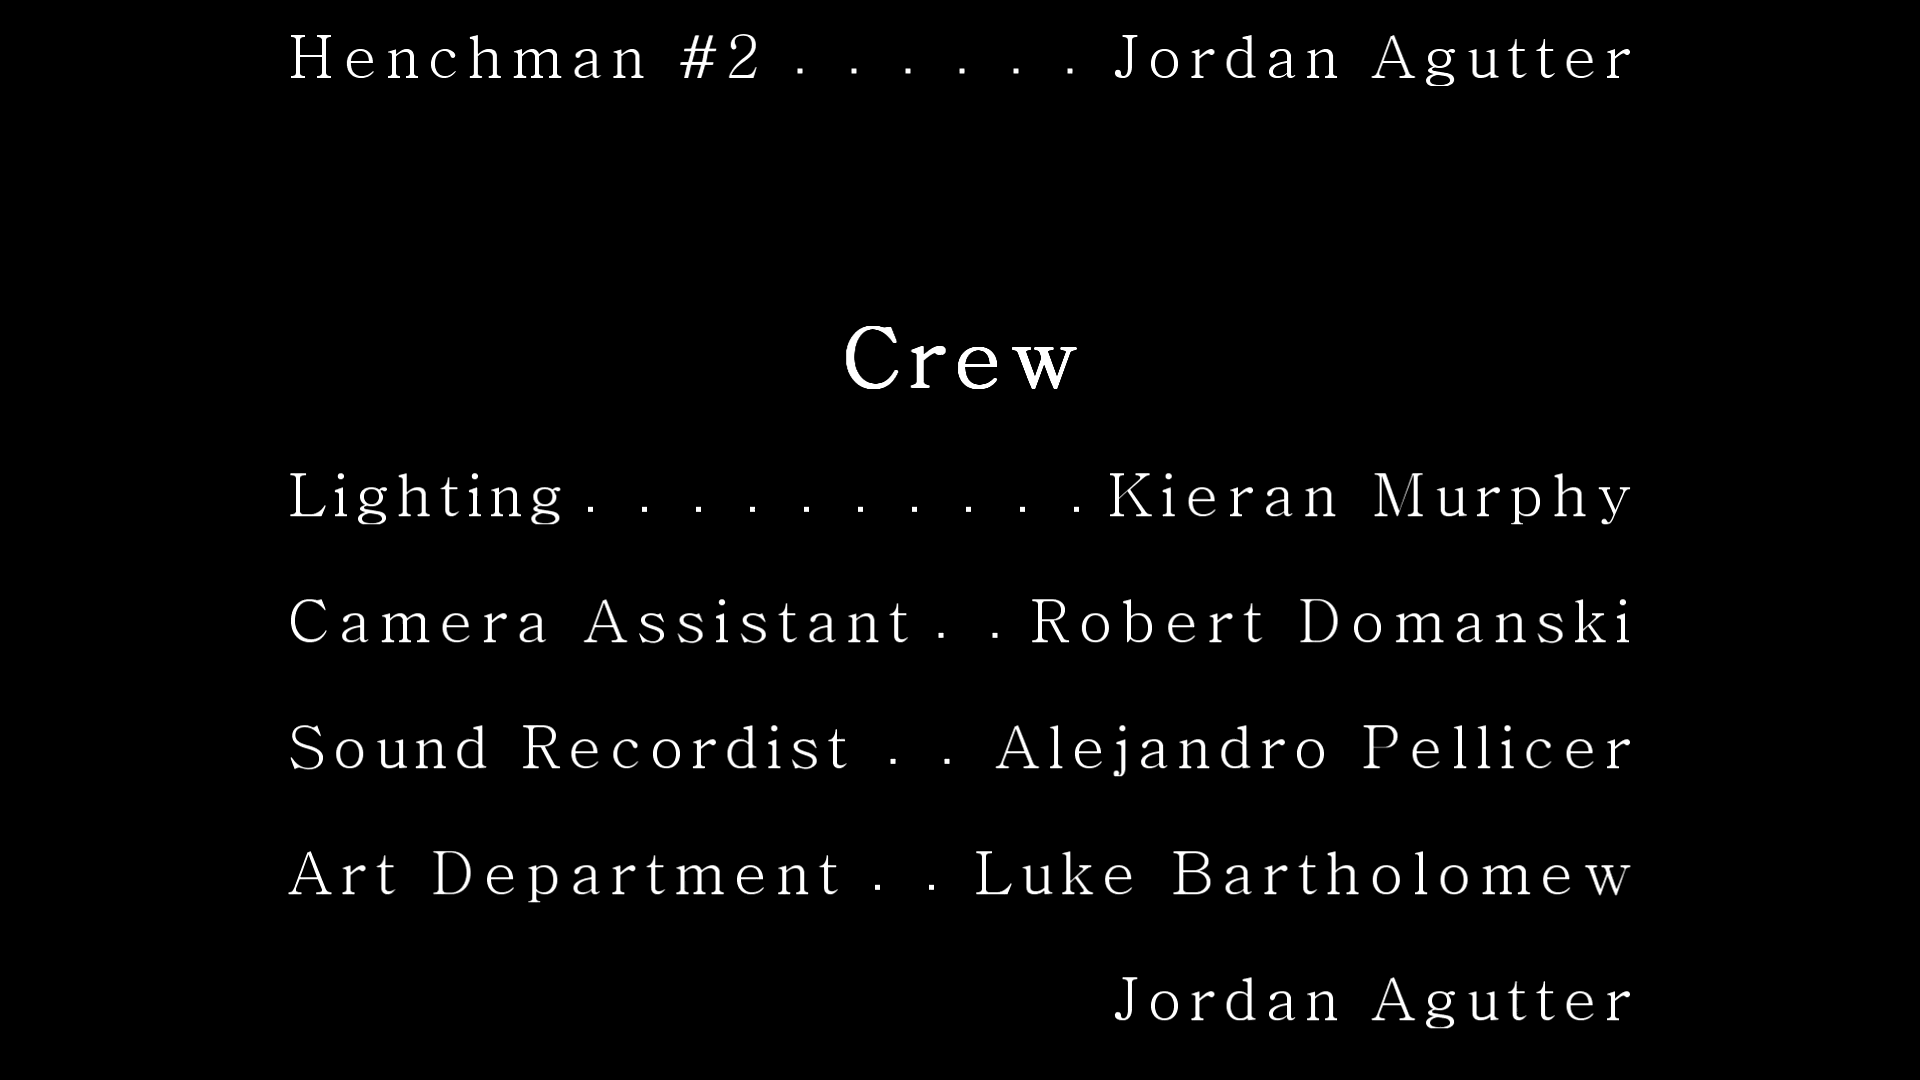 Henchman #2 . . . . . . Jordan Agutter
Crew
Lighting . . . . . . . . . . Kieran Murphy
Camera Assistant . . Robert Domanski
Sound Recordist . . Alejandro Pellicer
Art Department . . Luke Bartholomew
Jordan Agutter